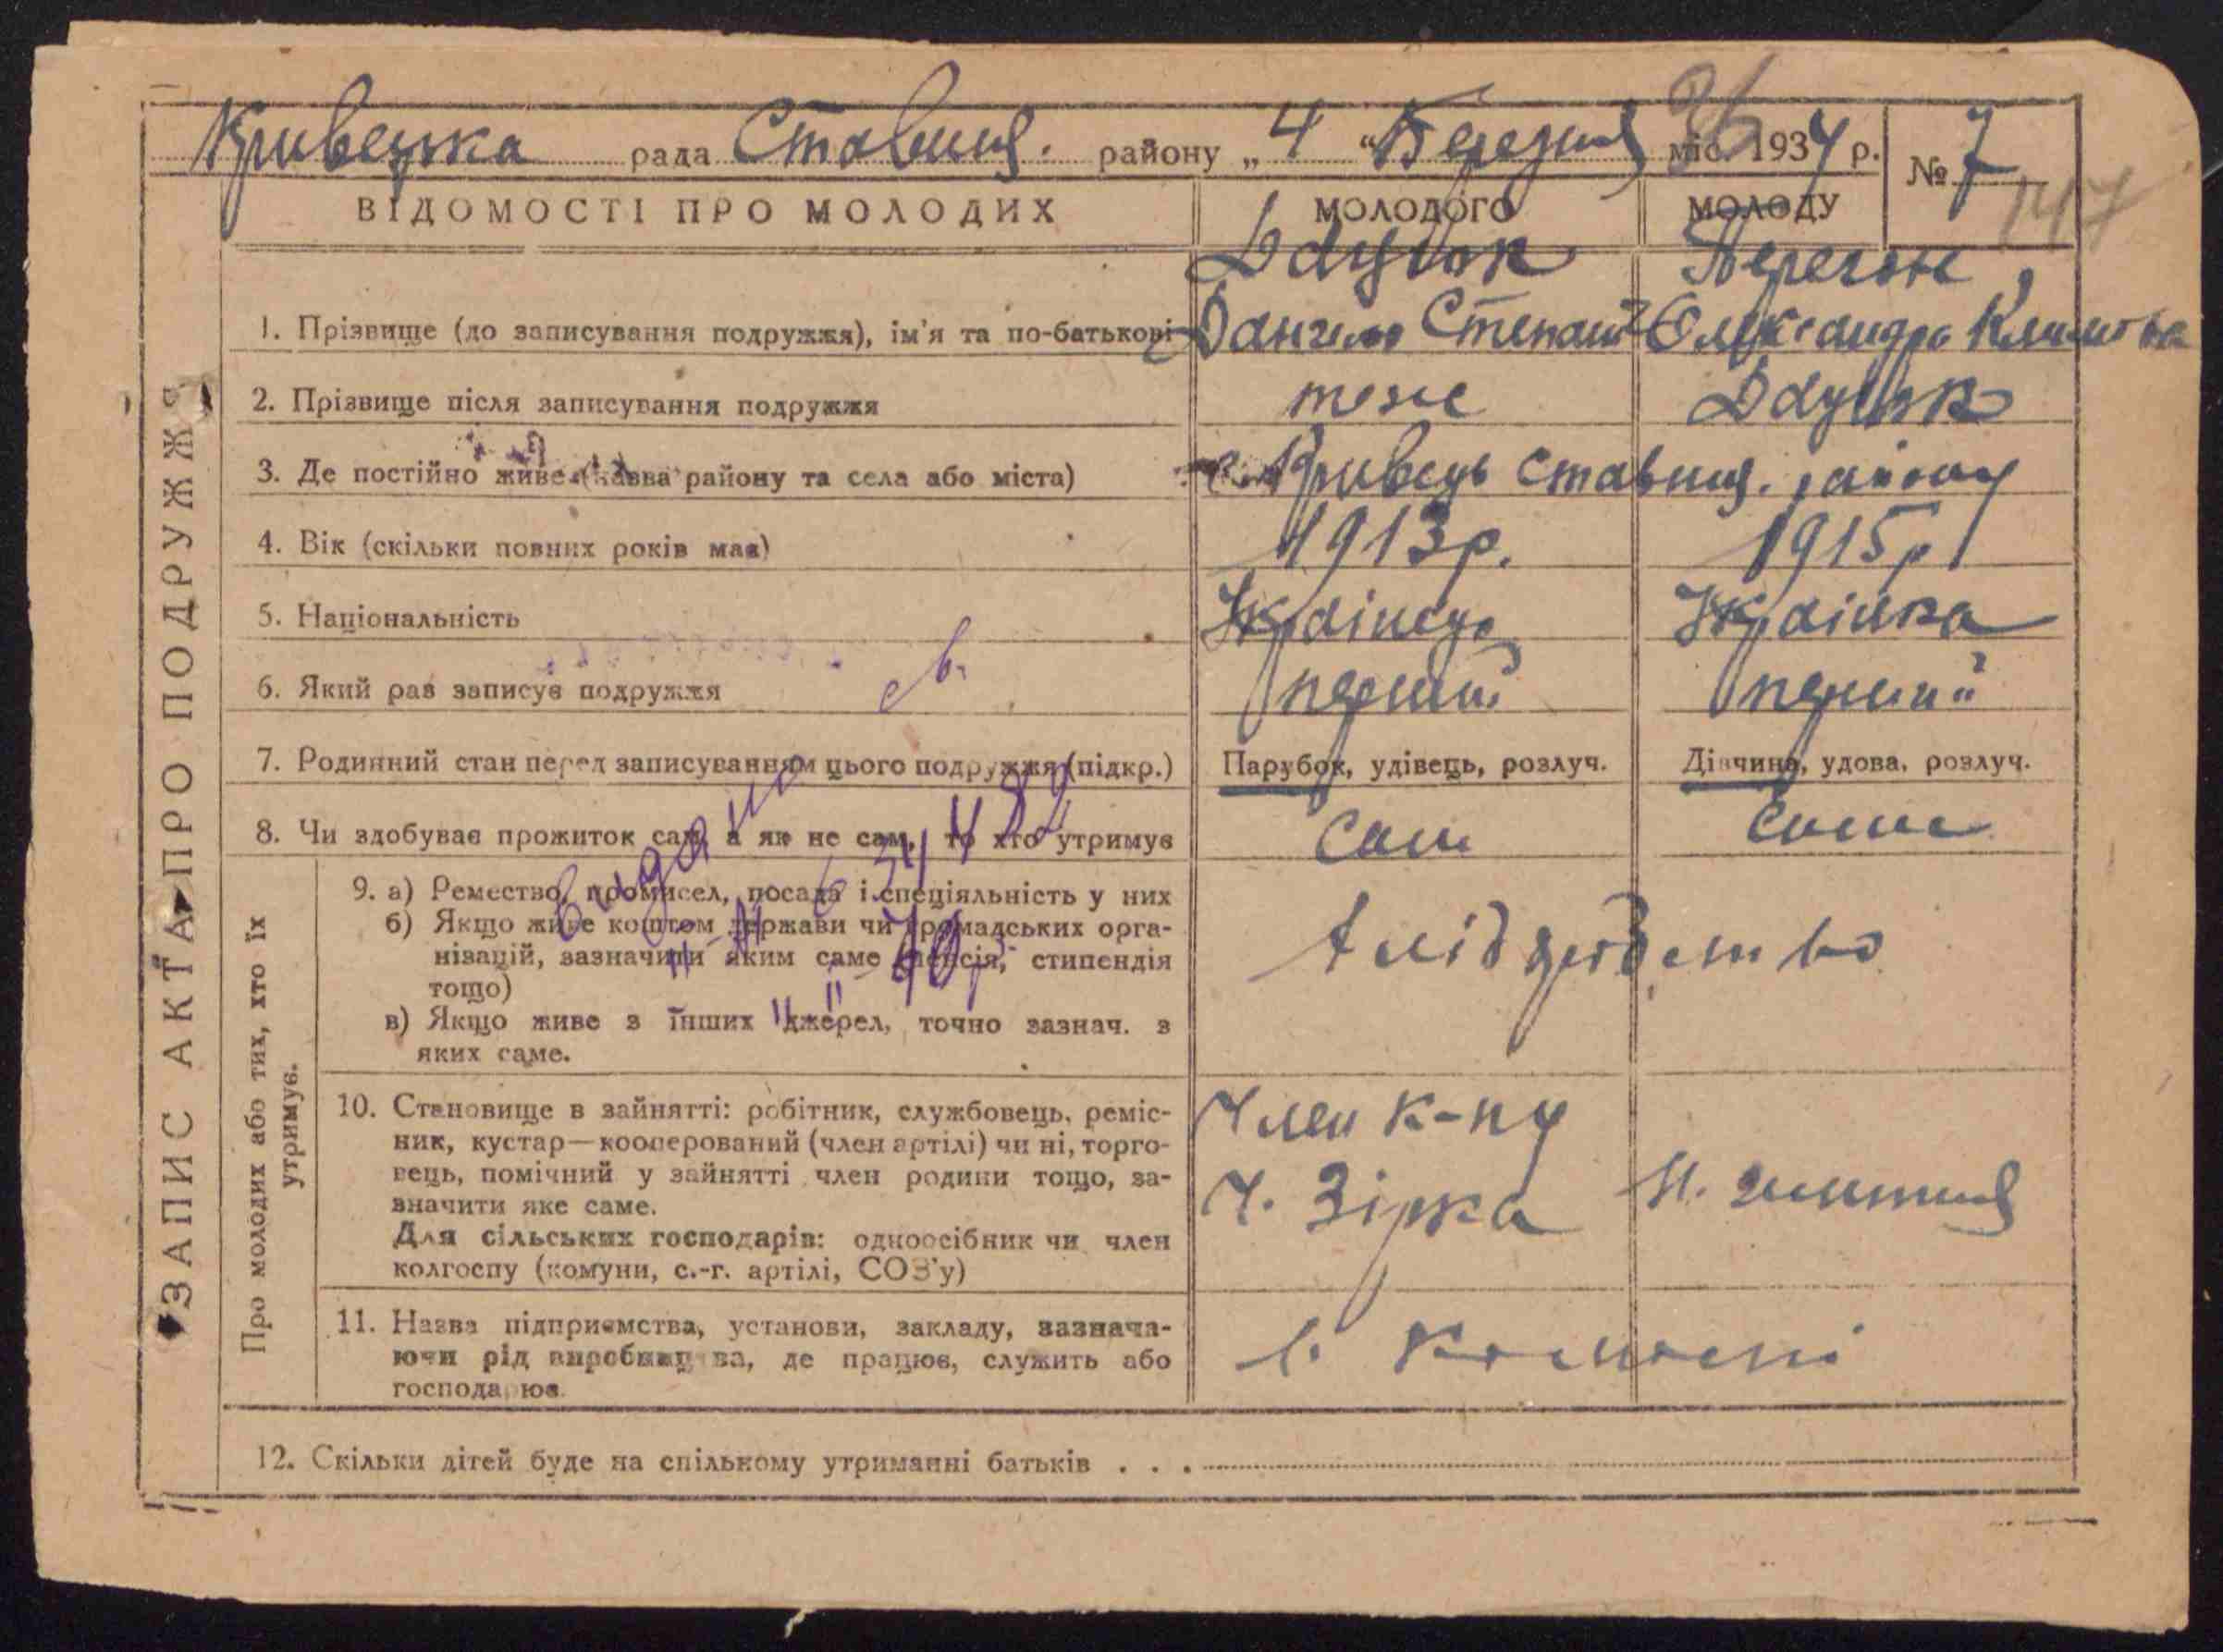 Кривецька рада Ставищ. району „4" Березня міс. 1934 р. № 7
147
ВІДОМОСТІ ПРО МОЛОДИХ МОЛОДОГО МОЛОДУ
1. Прізвище (до записування подружжя), ім'я та по-батькові Данило Степан Олександра Климова
2. Прізвище після записування подружжя теже
3. Де постійно живе (назва району та села або міста) Кривець Ставищ. району
4. Вік (скільки повних років має) 1913 р. 1915 р
5. Національність Українець Українка
6. Який раз записує подружжя перший перший
7. Родинний стан перед записуванням цього подружжя (підкр.) Парубок, удівець, розлуч. Дівчина, удова, розлуч.
8. Чи здобуває прожиток сам, а як не сам, то хто утримує Сам Сама
ЗАПИС АКТА ПРО ПОДРУЖЖЯ
Про молодих або тих, хто їх утримує.
9. а) Ремество, промисел, посада і спеціяльність у них
б) Якщо живе коштом держави чи громадських орга-
нізацій, зазначити яким саме пенсія, стипендія
тощо)
в) Якщо живе з інших джерел, точно зазнач. з
яких саме.
видано
10. Становище в зайнятті: робітник, службовець, реміс-
ник, кустар—кооперований (член артілі) чи ні, торго-
вець, помічний у зайнятті член родини тощо, за-
значити яке саме.
Для сільських господарів: одноосібник чи член
колгоспу (комуни, с.-г. артілі, СОЗ'у)
Член к-пу
Ч. Зірка
11. Назва підприємства, установи, закладу, зазнача-
ючи рід виробництва, де працює, служить або
господарює.
в колгоспі
12. Скільки дітей буде на спільному утриманні батьків . . .